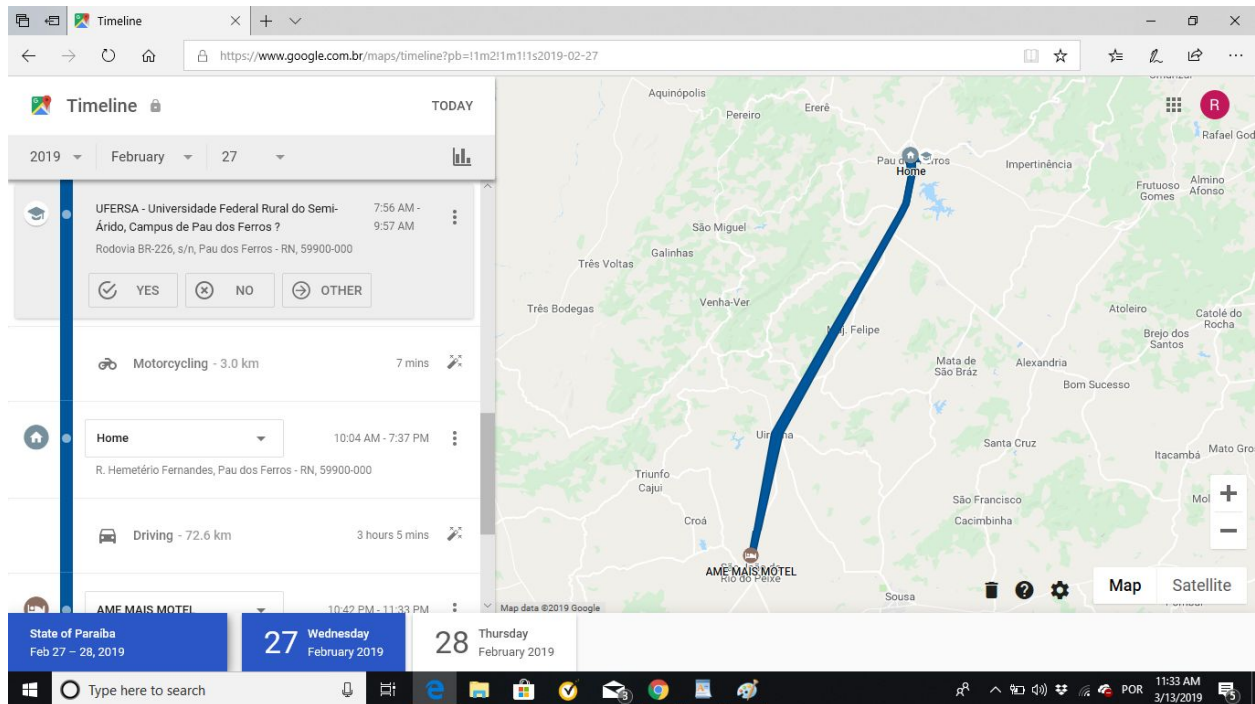 Timeline
https://www.google.com.br/maps/timeline?pb=!1m2!1m1!1s2019-02-27
Timeline
TODAY
2019
February
27
UFERSA - Universidade Federal Rural do Semi-
Árido, Campus de Pau dos Ferros ?
7:56 AM -
9:57 AM
Rodovia BR-226, s/n, Pau dos Ferros - RN, 59900-000
YES
NO
OTHER
Motorcycling - 3.0 km
7 mins
Home
10:04 AM - 7:37 PM
R. Hemetério Fernandes, Pau dos Ferros - RN, 59900-000
Driving - 72.6 km
3 hours 5 mins
AME MAIS MOTEL
10:42 PM - 11:33 PM
State of Paraíba
Feb 27 – 28, 2019
27
Wednesday
February 2019
28
Thursday
February 2019
Aquinópolis
Pereiro
Ererê
R
Rafael God
Home
Impertinência
Frutuoso
Gomes
Almino
Afonso
São Miguel
Galinhas
Três Voltas
Três Bodegas
Venha-Ver
Felipe
Atoleiro
Catolé do
Rocha
Brejo dos
Santos
Mata de
São Bráz
Alexandria
Bom Sucesso
Santa Cruz
Itacambá
Mato Gro
Triunfo
Cajuí
São Francisco
Cacimbinha
Mol
Croá
AME MAIS MOTEL
Rio do Peixe
Sousa
Map
Satellite
Map data ©2019 Google
Type here to search
POR
11:33 AM
3/13/2019